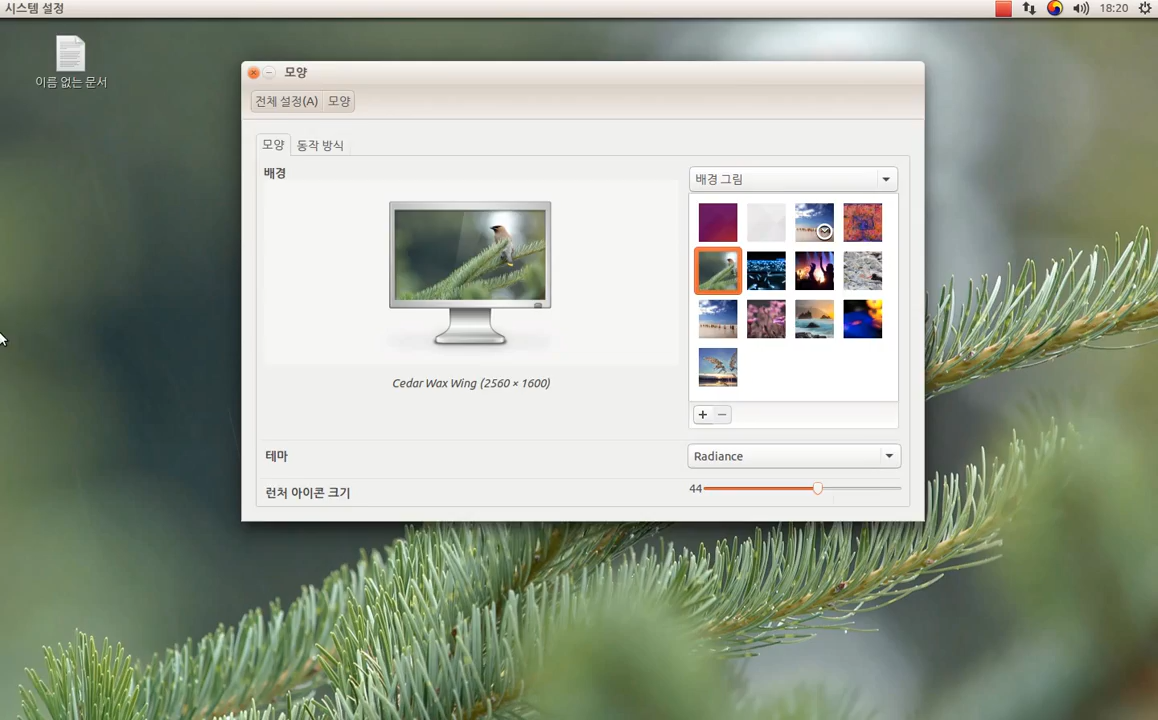 시스템 설정
18:20
이름 없는 문서
모양
전체 설정(A)
모양
모양
동작 방식
배경
배경 그림
Cedar Wax Wing (2560 × 1600)
테마
Radiance
런처 아이콘 크기
44